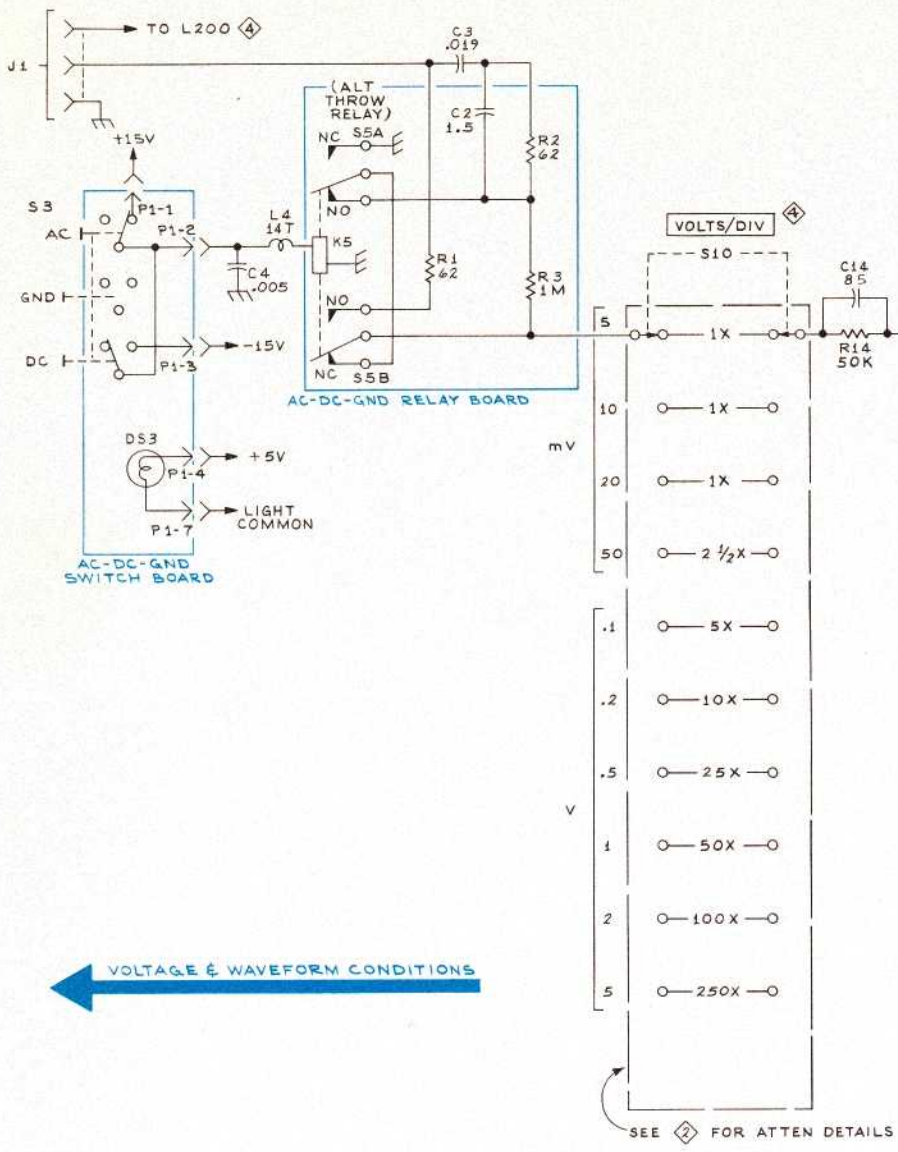 TO L200 4
J1
C3
.019
(ALT
THROW
RELAY)
NC S5A
C2
1.5
R2
62
+15V
S3
P1-1
AC
P1-2
L4
14T
NO
K5
C4
.005
R1
62
R3
1M
VOLTS/DIV 4
S10
C14
85
GND
NO
5
1X
R14
50K
DC
P1-3
-15V
NC S5B
AC-DC-GND RELAY BOARD
10
1X
mV
DS3
P1-4
+5V
20
1X
P1-7
LIGHT
COMMON
50
2 1/2X
AC-DC-GND
SWITCH BOARD
.1
5X
.2
10X
.5
25X
V
1
50X
2
100X
VOLTAGE & WAVEFORM CONDITIONS
5
250X
SEE 2 FOR ATTEN DETAILS